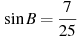 sin B = 7/25